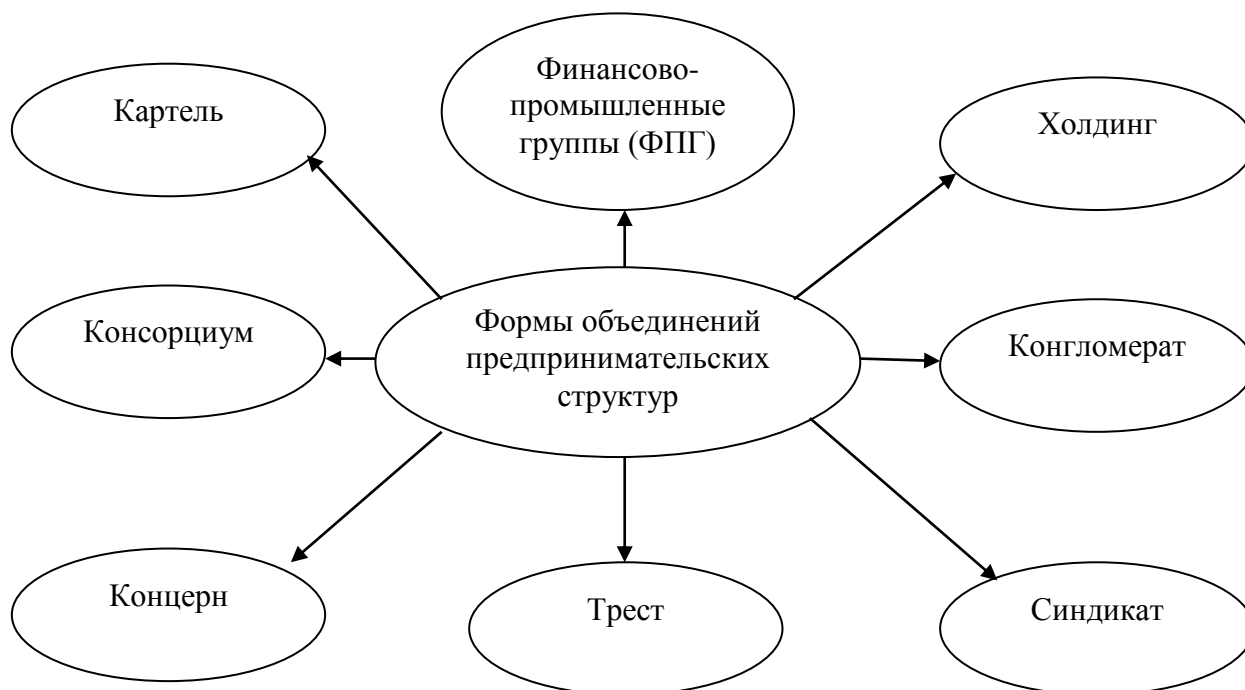 Финансово-
промышленные
группы (ФПГ)
Картель
Холдинг
Консорциум
Формы объединений
предпринимательских
структур
Конгломерат
Концерн
Трест
Синдикат